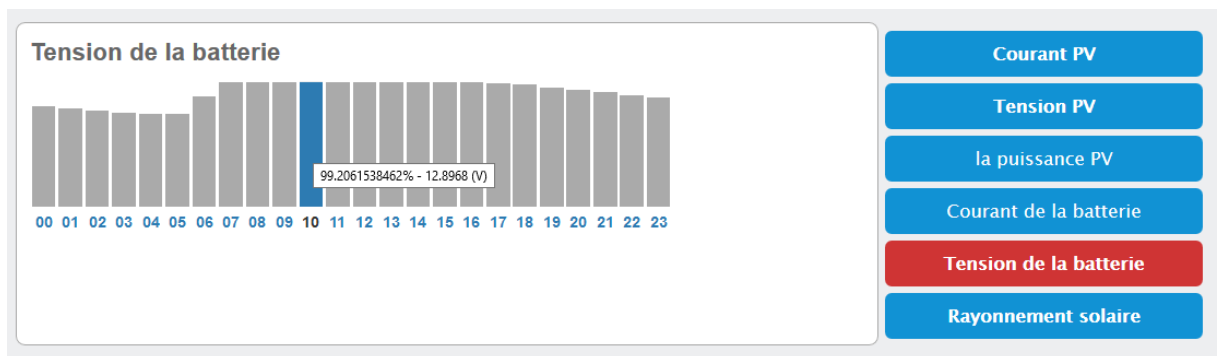 Tension de la batterie
99.2061538462% - 12.8968 (V)
00 01 02 03 04 05 06 07 08 09 10 11 12 13 14 15 16 17 18 19 20 21 22 23
Courant PV
Tension PV
la puissance PV
Courant de la batterie
Tension de la batterie
Rayonnement solaire